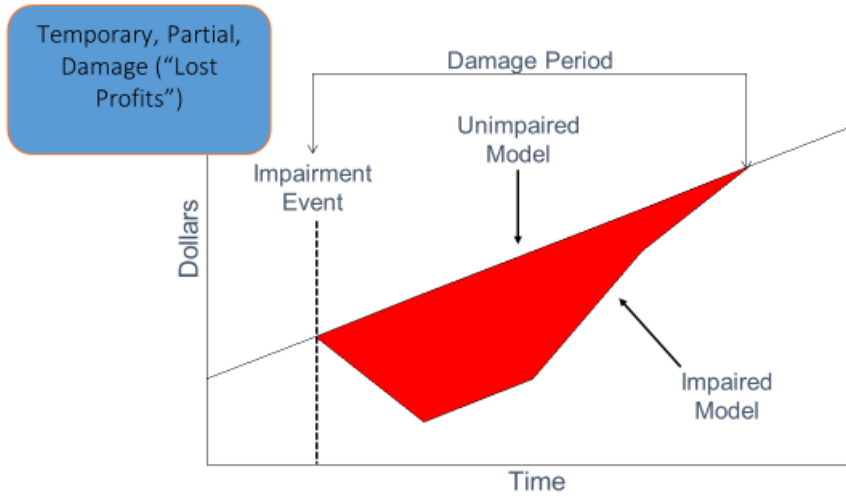 Temporary, Partial,
Damage (“Lost
Profits”)
Damage Period
Unimpaired
Model
Impairment
Event
Dollars
Impaired
Model
Time